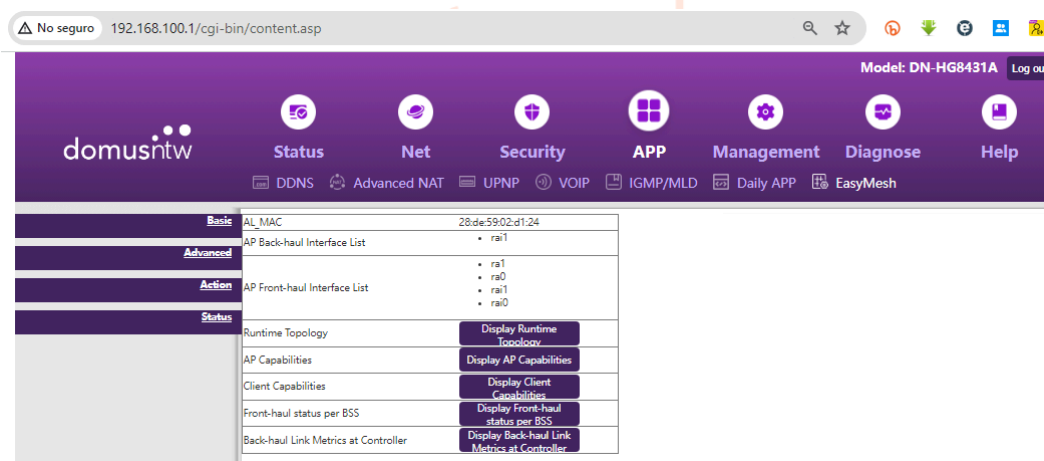 No seguro 192.168.100.1/cgi-bin/content.asp
Model: DN-HG8431A Log ou
domusntw
Status Net Security APP Management Diagnose Help
DDNS Advanced NAT UPNP VOIP IGMP/MLD Daily APP EasyMesh
Basic
Advanced
Action
Status
AL_MAC 28:de:59:02:d1:24
AP Back-haul Interface List • rai1
AP Front-haul Interface List
• ra1
• ra0
• rai1
• rai0
Runtime Topology
Display Runtime
Topology
AP Capabilities Display AP Capabilities
Client Capabilities
Display Client
Capabilities
Front-haul status per BSS
Display Front-haul
status per BSS
Back-haul Link Metrics at Controller
Display Back-haul Link
Metrics at Controller